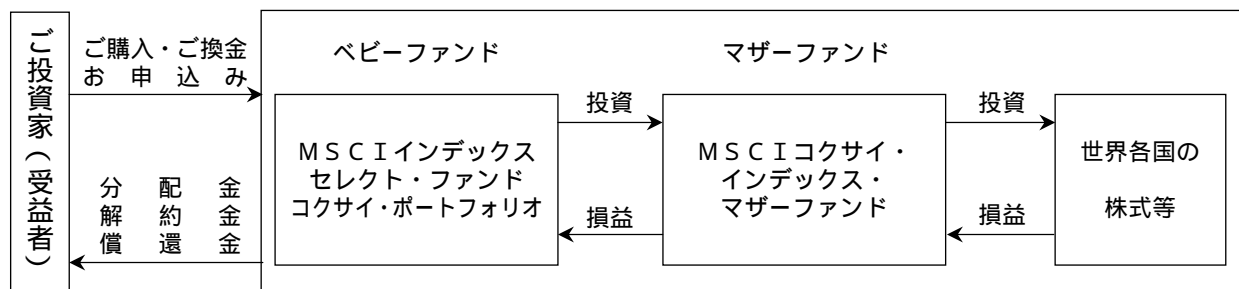 ご投資家(受益者)
ご購入・ご換金
お申込み
分配金
解約金
償還金
ベビーファンド
MSCIインデックス
セレクト・ファンド
コクサイ・ポートフォリオ
投資
損益
マザーファンド
MSCIコクサイ・
インデックス・
マザーファンド
投資
損益
世界各国の
株式等